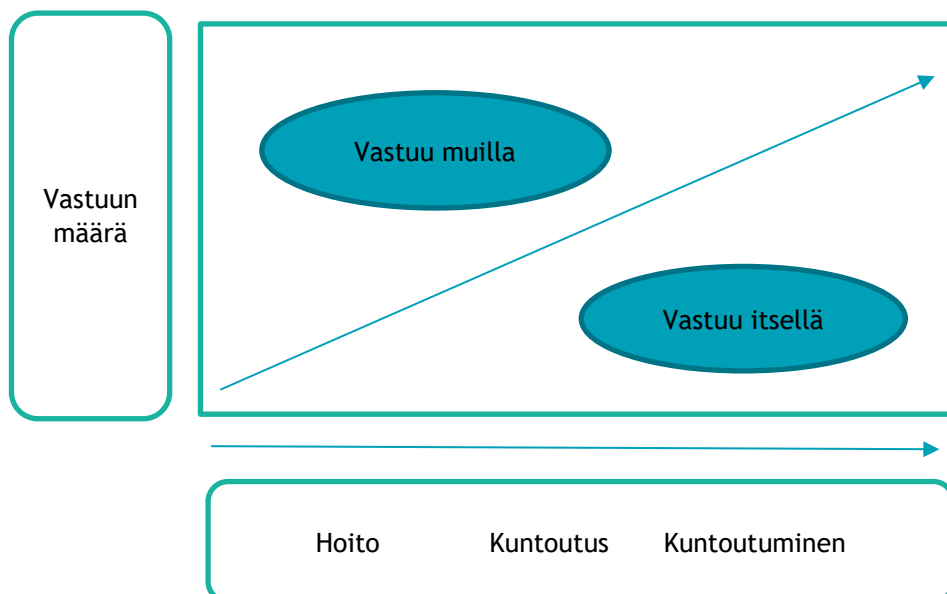 Vastuu muilla
Vastuun
määrä
Vastuu itsellä
Hoito
Kuntoutus
Kuntoutuminen